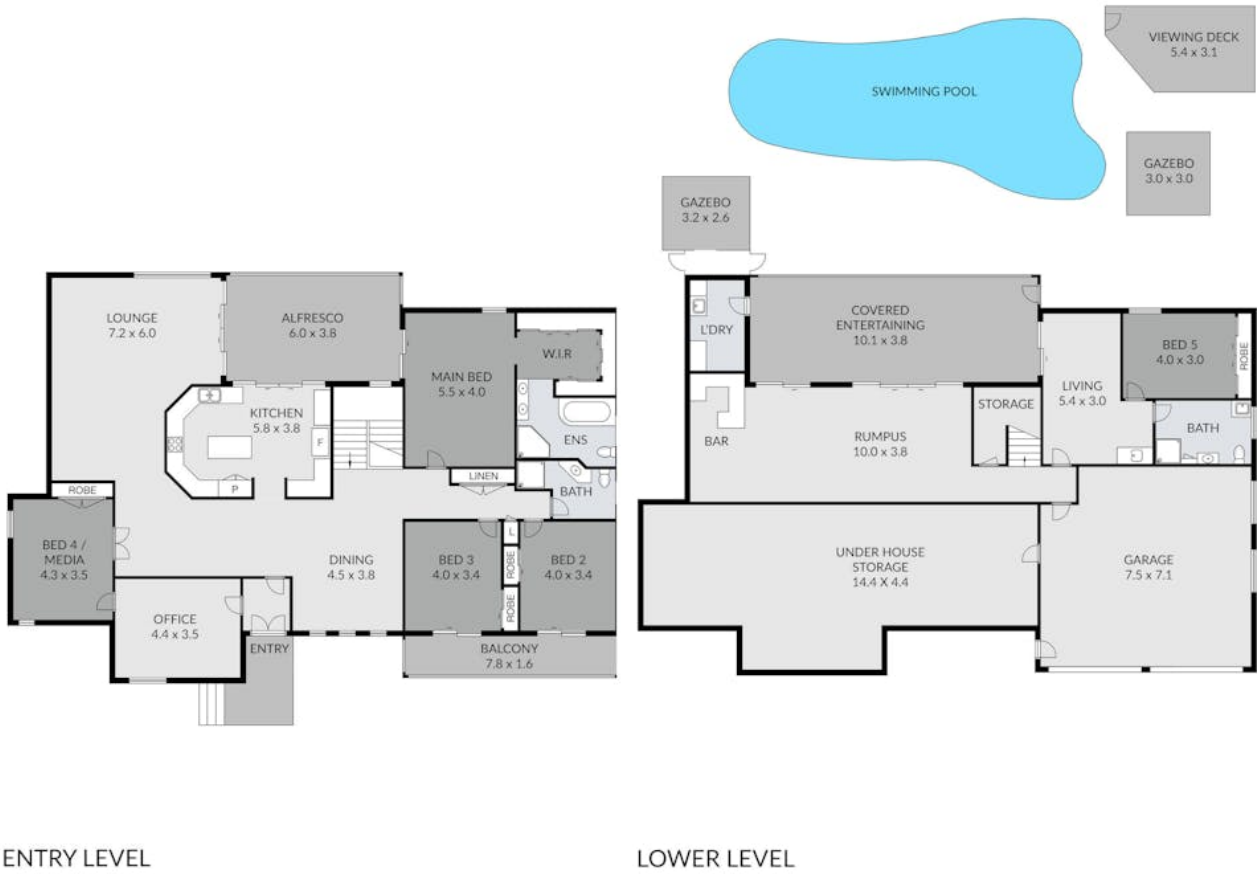 VIEWING DECK
5.4 x 3.1
SWIMMING POOL
GAZEBO
3.0 x 3.0
GAZEBO
3.2 x 2.6
LOUNGE
7.2 x 6.0
ALFRESCO
6.0 x 3.8
MAIN BED
5.5 x 4.0
W.I.R
KITCHEN
5.8 x 3.8
F
P
ENS
BATH
LINEN
ROBE
BED 4 /
MEDIA
4.3 x 3.5
DINING
4.5 x 3.8
BED 3
4.0 x 3.4
L
ROBE
ROBE
BED 2
4.0 x 3.4
OFFICE
4.4 x 3.5
ENTRY
BALCONY
7.8 x 1.6
L'DRY
COVERED
ENTERTAINING
10.1 x 3.8
BED 5
4.0 x 3.0
ROBE
LIVING
5.4 x 3.0
STORAGE
BAR
RUMPUS
10.0 x 3.8
BATH
UNDER HOUSE
STORAGE
14.4 X 4.4
GARAGE
7.5 x 7.1
ENTRY LEVEL
LOWER LEVEL